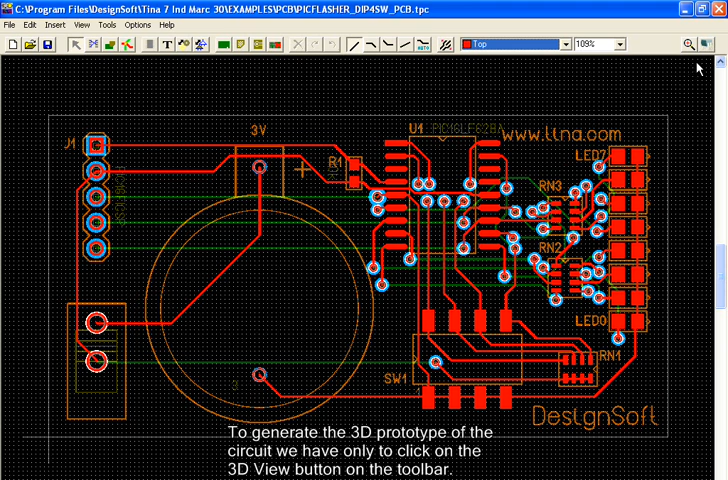 C:\Program Files\DesignSoft\Tina 7 Ind Marc 30\EXAMPLES\PCB\PICFLASHER_DIP4SW_PCB.tpc
File Edit Insert View Tools Help
Top 109%
J1
3V
U1 PIC16LF628A
www.tina.com
R1
LED7
RN3
RN2
LED0
RN1
SW1
DesignSoft
To generate the 3D prototype of the
circuit we have only to click on the
3D View button on the toolbar.